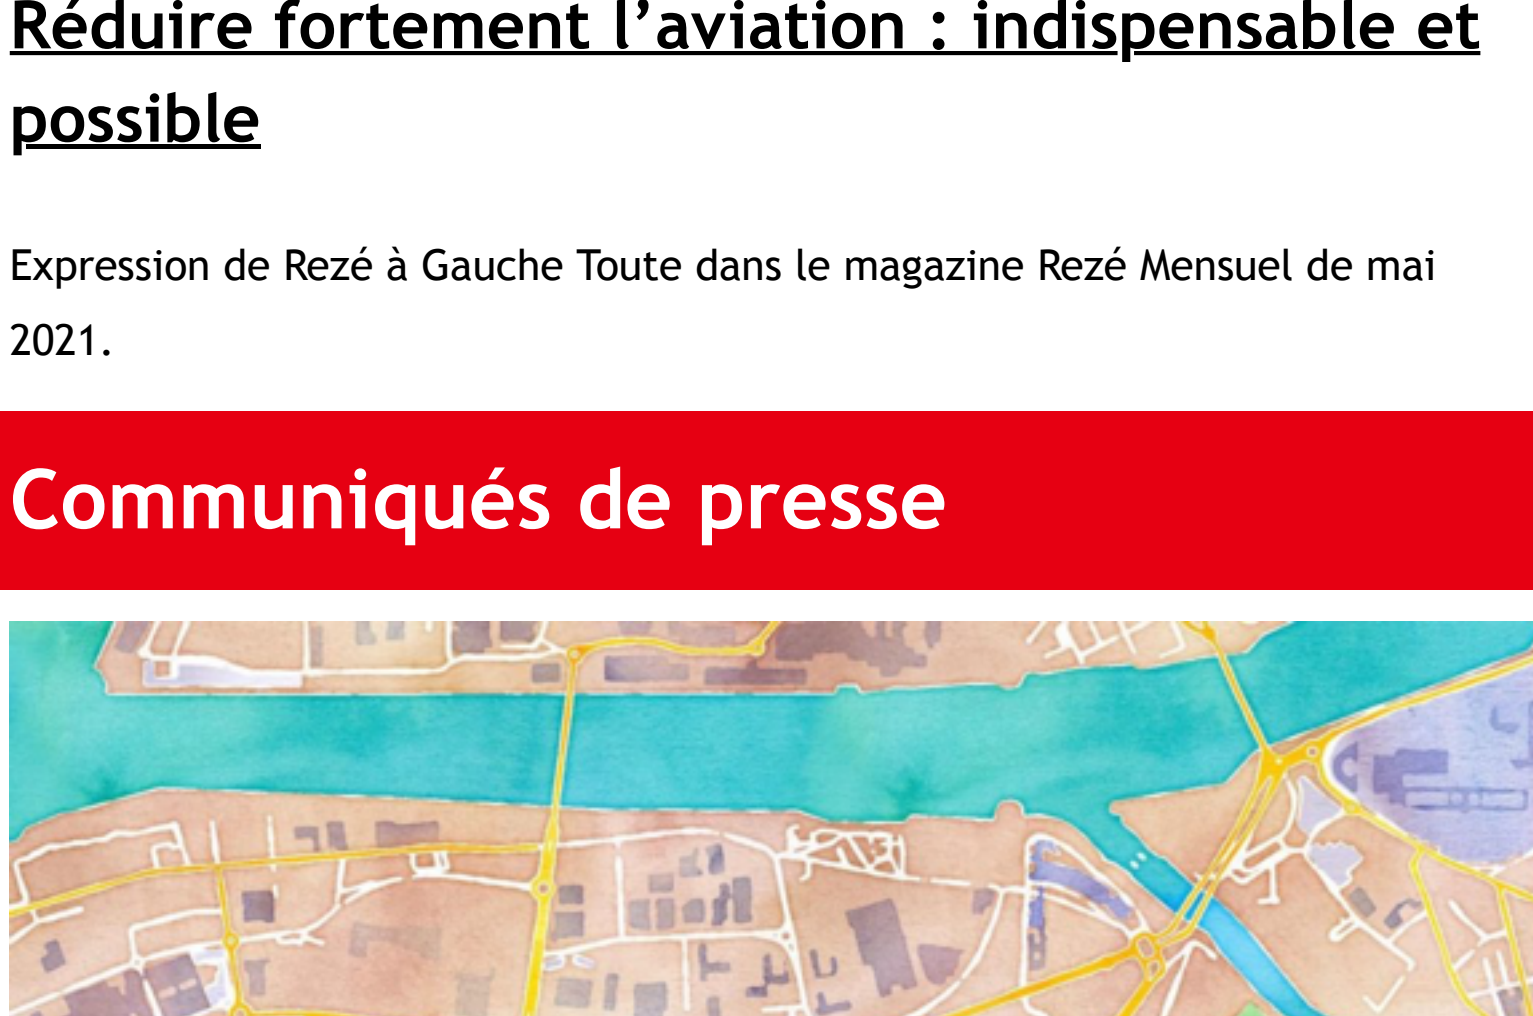 Réduire fortement l’aviation : indispensable et
possible
Expression de Rezé à Gauche Toute dans le magazine Rezé Mensuel de mai
2021.
Communiqués de presse